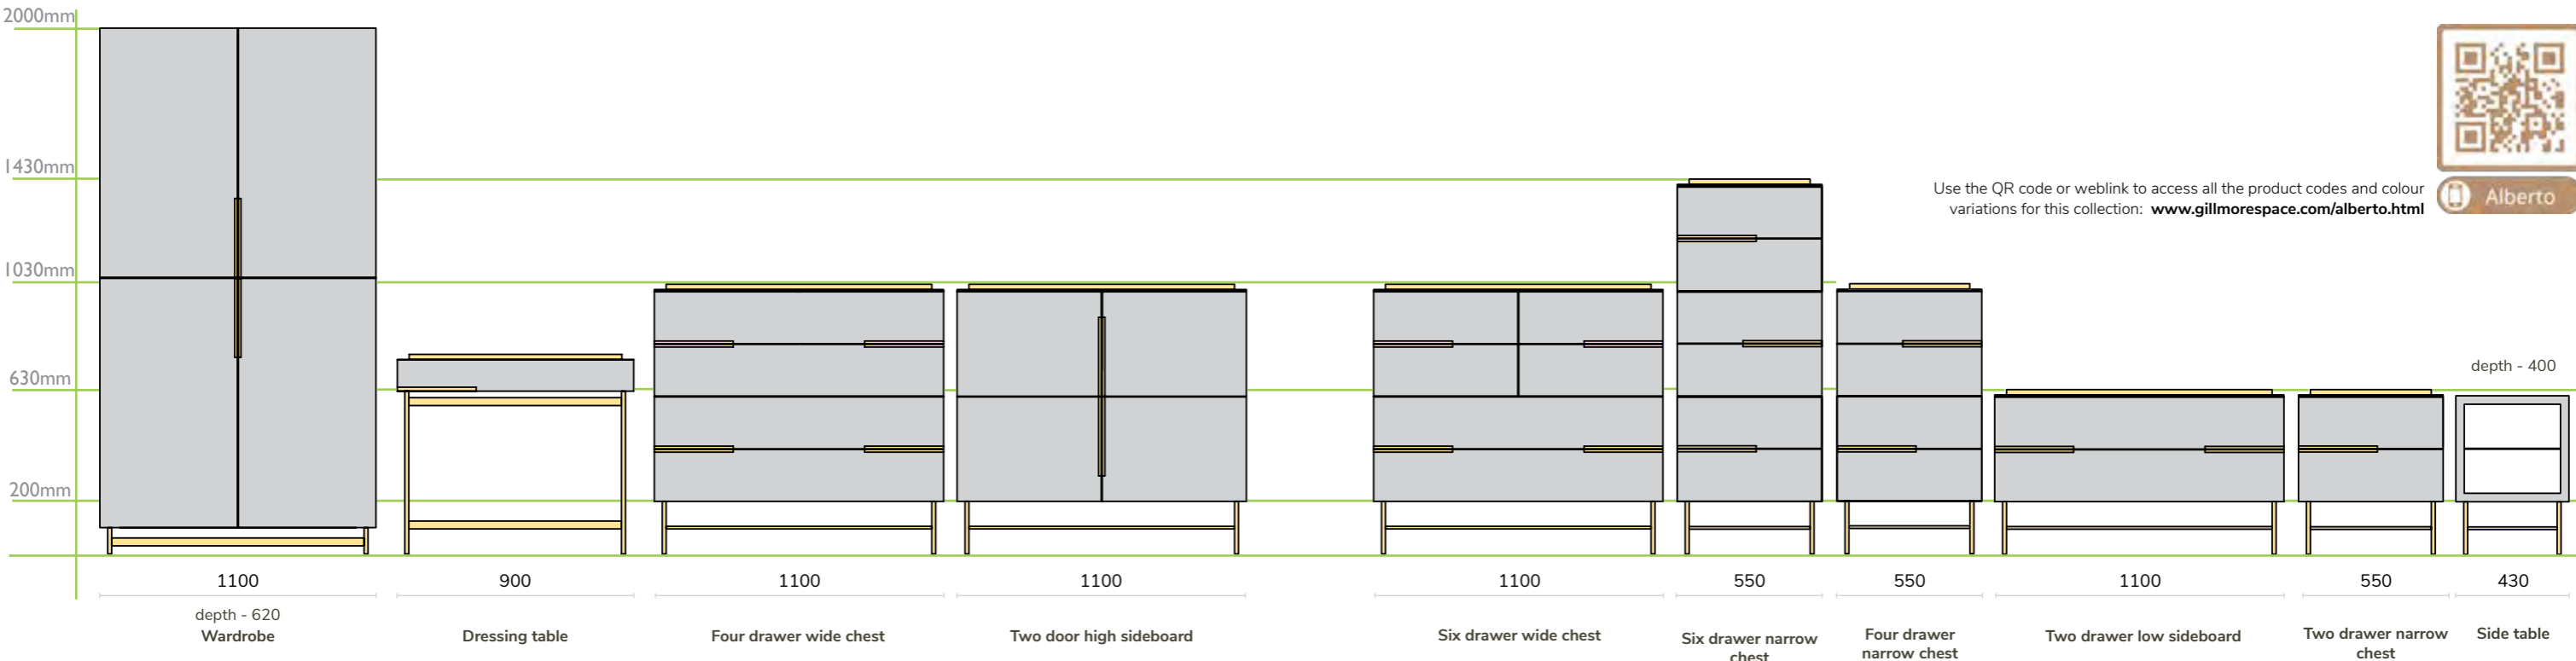 2000mm
1430mm
1030mm
630mm
200mm
Use the QR code or weblink to access all the product codes and colour
variations for this collection: www.gillmorespace.com/alberto.html
Alberto
depth - 400
1100
depth - 620
Wardrobe
900
Dressing table
1100
Four drawer wide chest
1100
Two door high sideboard
1100
Six drawer wide chest
550
Six drawer narrow
chest
550
Four drawer
narrow chest
1100
Two drawer low sideboard
550
Two drawer narrow
chest
430
Side table